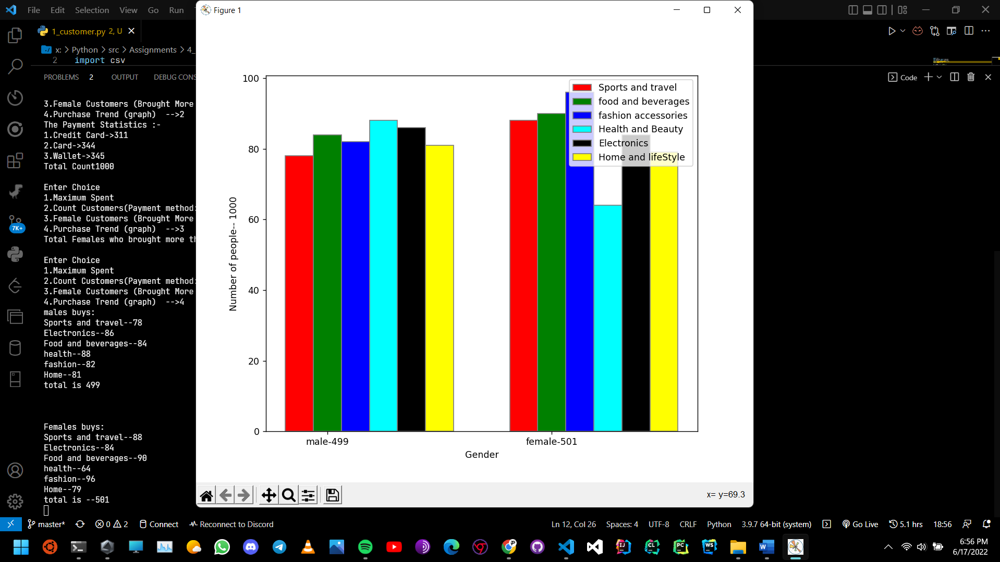 File Edit Selection View Go Run
Figure 1
1_customer.py 2, U
x: > Python > src > Assignments > 4_
2 import csv
PROBLEMS 2 OUTPUT DEBUG CONS
Code
3.Female Customers (Brought More
4.Purchase Trend (graph)  -->2
The Payment Statistics :-
1.Credit Card->311
2.Card->344
3.Wallet->345
Total Count1000
Enter Choice
1.Maximum Spent
2.Count Customers(Payment method:
3.Female Customers (Brought More
4.Purchase Trend (graph)  -->3
Total Females who brought more th
Enter Choice
1.Maximum Spent
2.Count Customers(Payment method:
3.Female Customers (Brought More
4.Purchase Trend (graph)  -->4
males buys:
Sports and travel--78
Electronics--86
Food and beverages--84
health--88
fashion--82
Home--81
total is 499
Females buys:
Sports and travel--88
Electronics--84
Food and beverages--90
health--64
fashion--96
Home--79
total is --501
7K+
100
80
60
40
20
0
Number of people-- 1000
Sports and travel
food and beverages
fashion accessories
Health and Beauty
Electronics
Home and lifeStyle
male-499 female-501
Gender
x= y=69.3
master* 0 2 Connect Reconnect to Discord Ln 12, Col 26 Spaces: 4 UTF-8 CRLF Python 3.9.7 64-bit (system) Go Live 5.1 hrs 18:56
IJ CL PC WS W
6:56 PM
6/17/2022